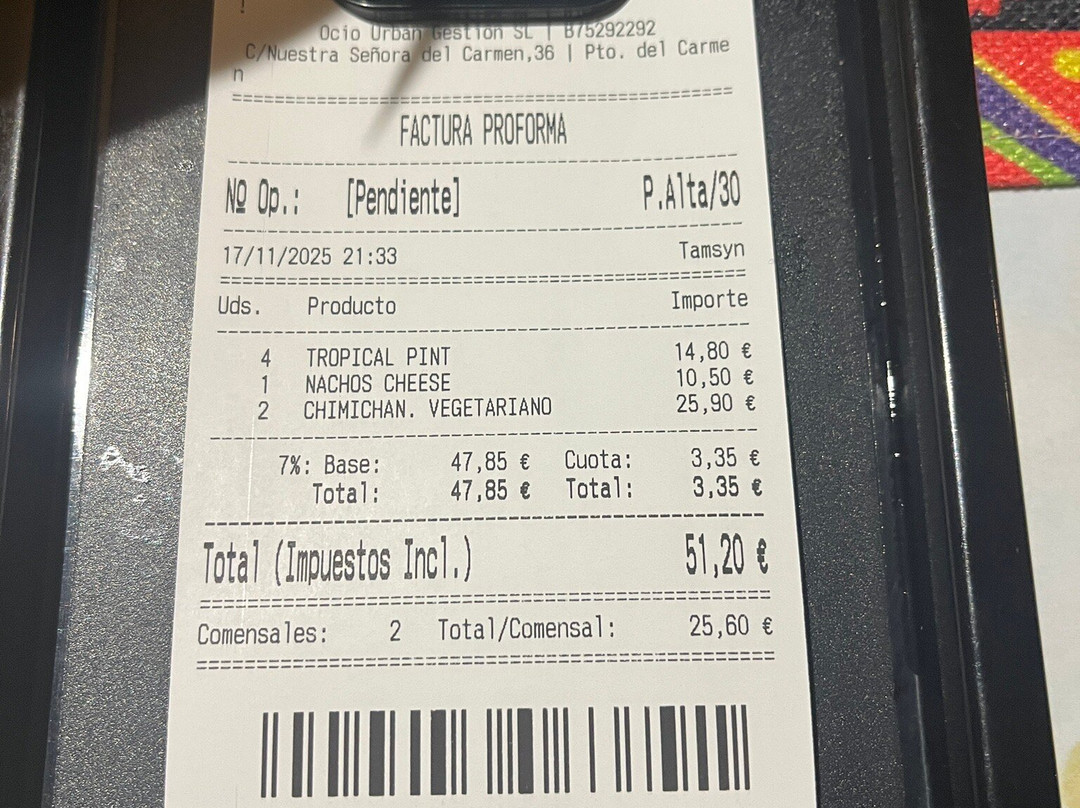 !
Ocio Urban Gestion SL | B75292292
C/Nuestra Señora del Carmen,36 | Pto. del Carme
n
FACTURA PROFORMA
Nº Op.: [Pendiente] P.Alta/30
17/11/2025 21:33 Tamsyn
Uds. Producto Importe
4 TROPICAL PINT 14,80 €
1 NACHOS CHEESE 10,50 €
2 CHIMICHAN. VEGETARIANO 25,90 €
7%: Base: 47,85 € Cuota: 3,35 €
Total: 47,85 € Total: 3,35 €
Total (Impuestos Incl.) 51,20 €
Comensales: 2 Total/Comensal: 25,60 €